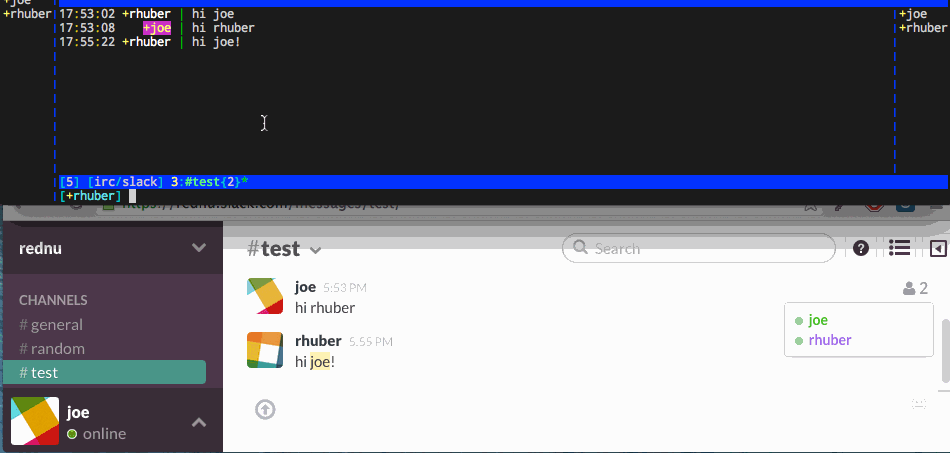 +joe
+rhuber
17:53:02 +rhuber | hi joe
17:53:08 +joe | hi rhuber
17:55:22 +rhuber | hi joe!
+joe
+rhuber
[5] [irc/slack] 3:#test{2}*
[+rhuber]
https://rednu.slack.com/messages/test/
rednu
CHANNELS
# general
# random
# test
joe
online
#test
Search
?
2
joe 5:53 PM
hi rhuber
rhuber 5:55 PM
hi joe!
joe
rhuber